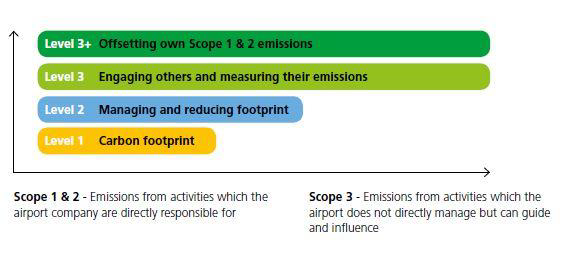 Level 3+ Offsetting own Scope 1 & 2 emissions
Level 3 Engaging others and measuring their emissions
Level 2 Managing and reducing footprint
Level 1 Carbon footprint
Scope 1 & 2 - Emissions from activities which the
airport company are directly responsible for
Scope 3 - Emissions from activities which the
airport does not directly manage but can guide
and influence